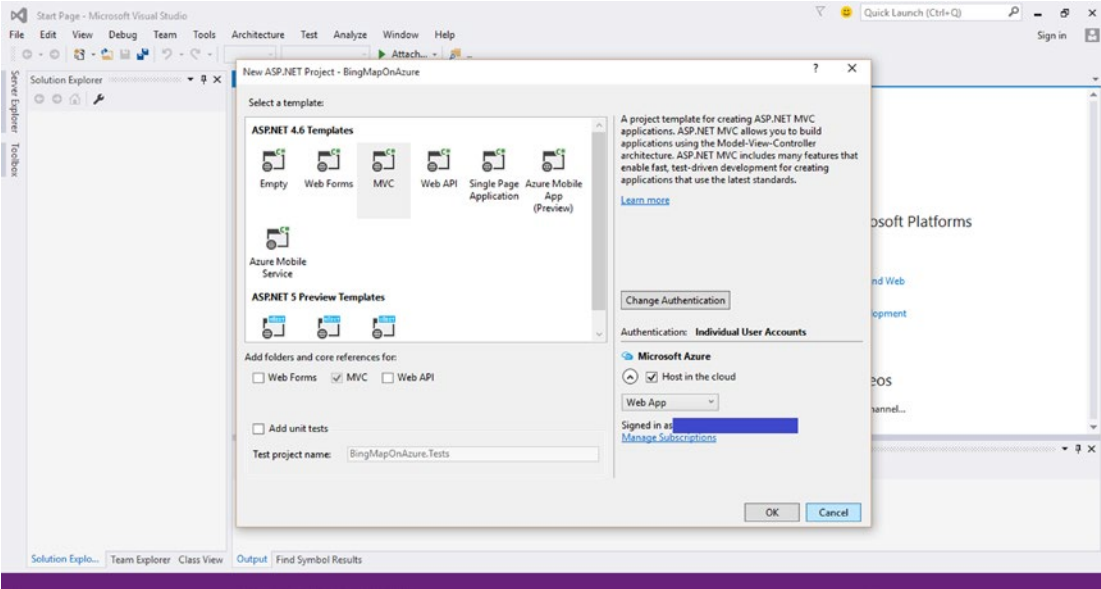 Start Page - Microsoft Visual Studio
Quick Launch (Ctrl+Q)
File Edit View Debug Team Tools Architecture Test Analyze Window Help
Sign in
Attach...
Server Explorer
Toolbox
Solution Explorer
New ASP.NET Project - BingMapOnAzure
? X
Select a template:
ASP.NET 4.6 Templates
Empty
Web Forms
MVC
Web API
Single Page
Application
Azure Mobile
App
(Preview)
Azure Mobile
Service
ASP.NET 5 Preview Templates
A project template for creating ASP.NET MVC
applications. ASP.NET MVC allows you to build
applications using the Model-View-Controller
architecture. ASP.NET MVC includes many features that
enable fast, test-driven development for creating
applications that use the latest standards.
Learn more
Change Authentication
Authentication: Individual User Accounts
Microsoft Azure
Host in the cloud
Web App
Signed in as
Manage Subscriptions
Add folders and core references for:
Web Forms MVC Web API
Add unit tests
Test project name: BingMapOnAzure.Tests
OK Cancel
osoft Platforms
nd Web
opment
eos
hannel...
Solution Explo... Team Explorer Class View
Output Find Symbol Results